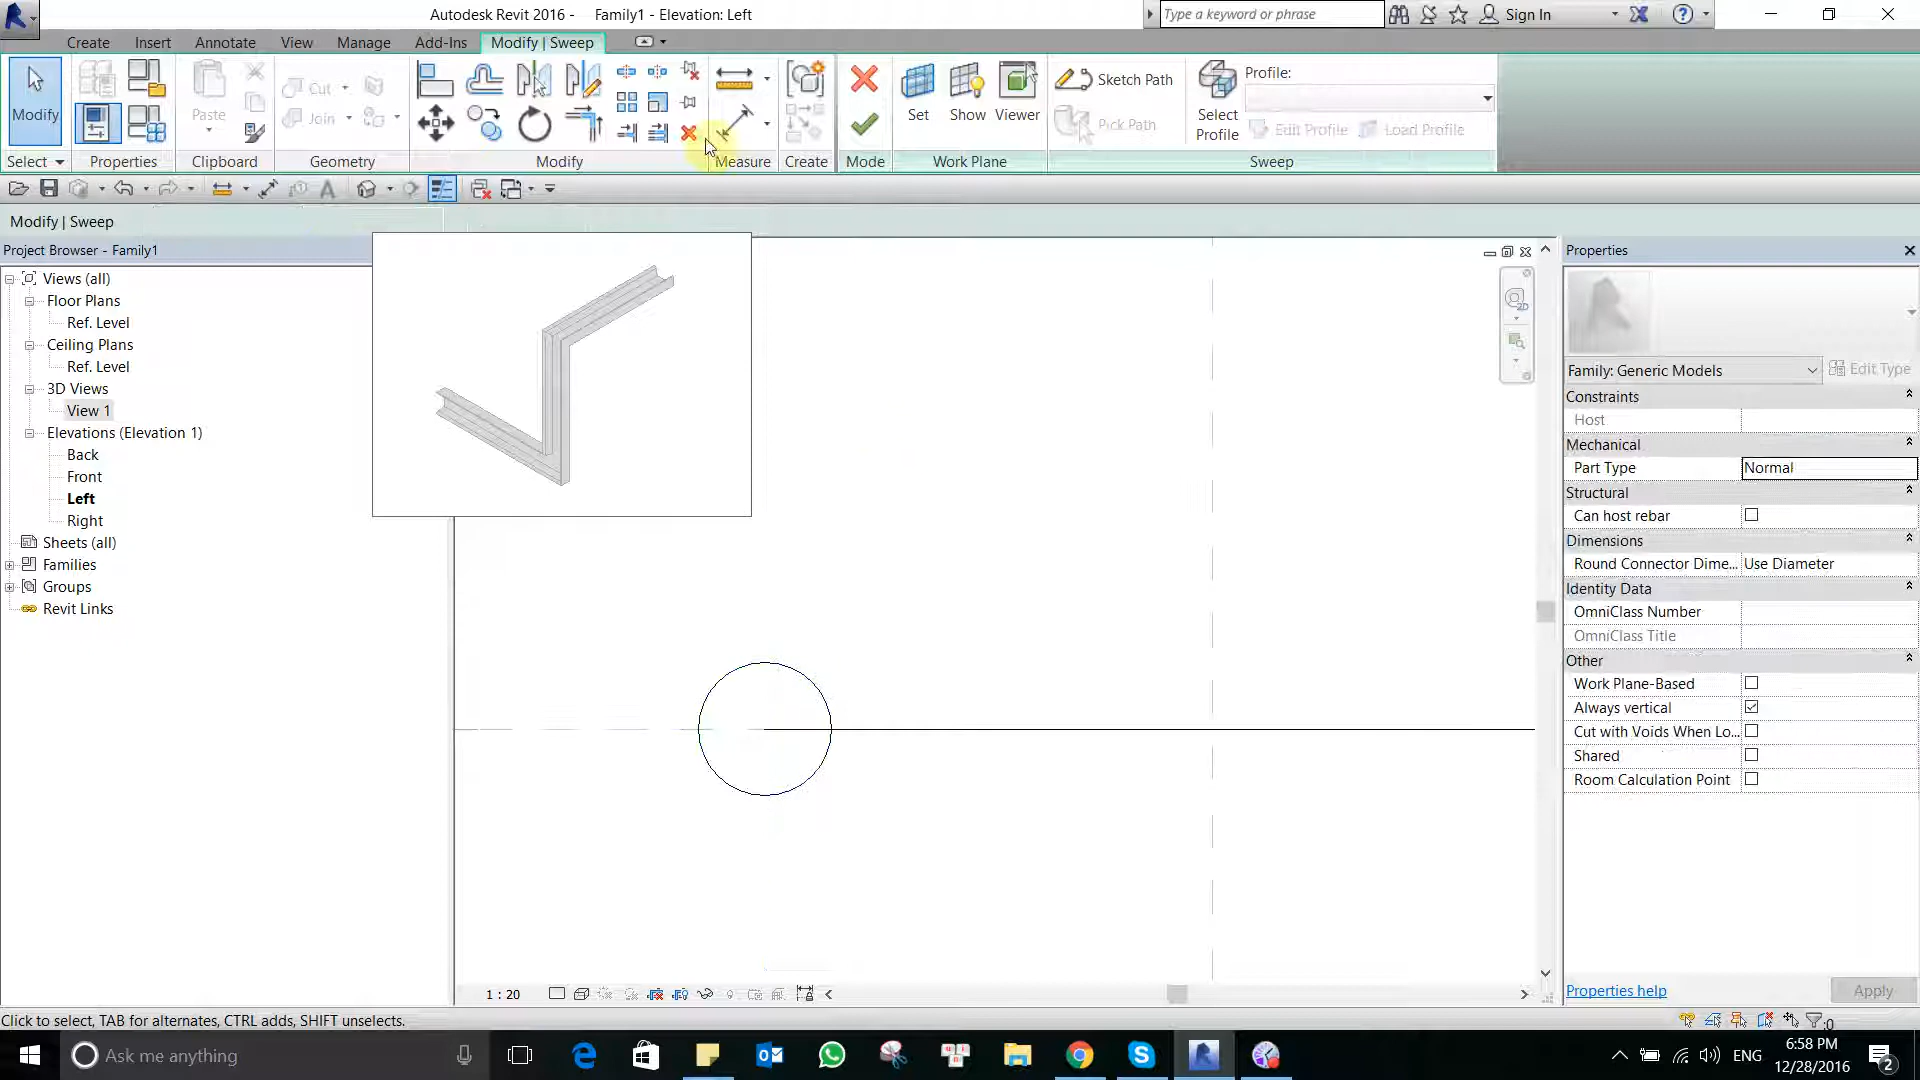 Autodesk Revit 2016 -     Family1 - Elevation: Left
Type a keyword or phrase
Sign In
Create Insert Annotate View Manage Add-Ins Modify | Sweep
Modify
Paste
Cut
Join
Set Show Viewer
Sketch Path
Pick Path
Select Profile
Profile:
Edit Profile Load Profile
Select Properties Clipboard Geometry Modify Measure Create Mode Work Plane Sweep
Modify | Sweep
Project Browser - Family1
Views (all)
Floor Plans
Ref. Level
Ceiling Plans
Ref. Level
3D Views
View 1
Elevations (Elevation 1)
Back
Front
Left
Right
Sheets (all)
Families
Groups
Revit Links
2D
Properties
Family: Generic Models
Edit Type
Constraints
Host
Mechanical
Part Type Normal
Structural
Can host rebar
Dimensions
Round Connector Dime... Use Diameter
Identity Data
OmniClass Number
OmniClass Title
Other
Work Plane-Based
Always vertical
Cut with Voids When Lo...
Shared
Room Calculation Point
Properties help
Apply
1 : 20
Click to select, TAB for alternates, CTRL adds, SHIFT unselects.
:0
Ask me anything
ENG
6:58 PM
12/28/2016
2